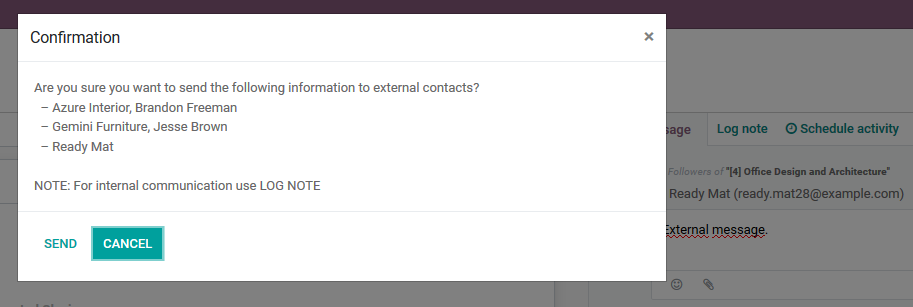 Confirmation
×
Are you sure you want to send the following information to external contacts?
– Azure Interior, Brandon Freeman
– Gemini Furniture, Jesse Brown
– Ready Mat
NOTE: For internal communication use LOG NOTE
SEND CANCEL
Log note Schedule activity
Followers of "[4] Office Design and Architecture"
Ready Mat (ready.mat28@example.com)
External message.